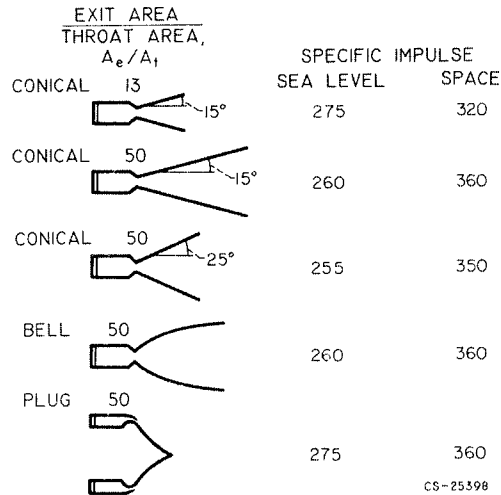 EXIT AREA
THROAT AREA,
Ae/At
SPECIFIC IMPULSE
SEA LEVEL SPACE
CONICAL 13
15° 275 320
CONICAL 50
15° 260 360
CONICAL 50
25° 255 350
BELL 50
260 360
PLUG 50
275 360
CS-25398